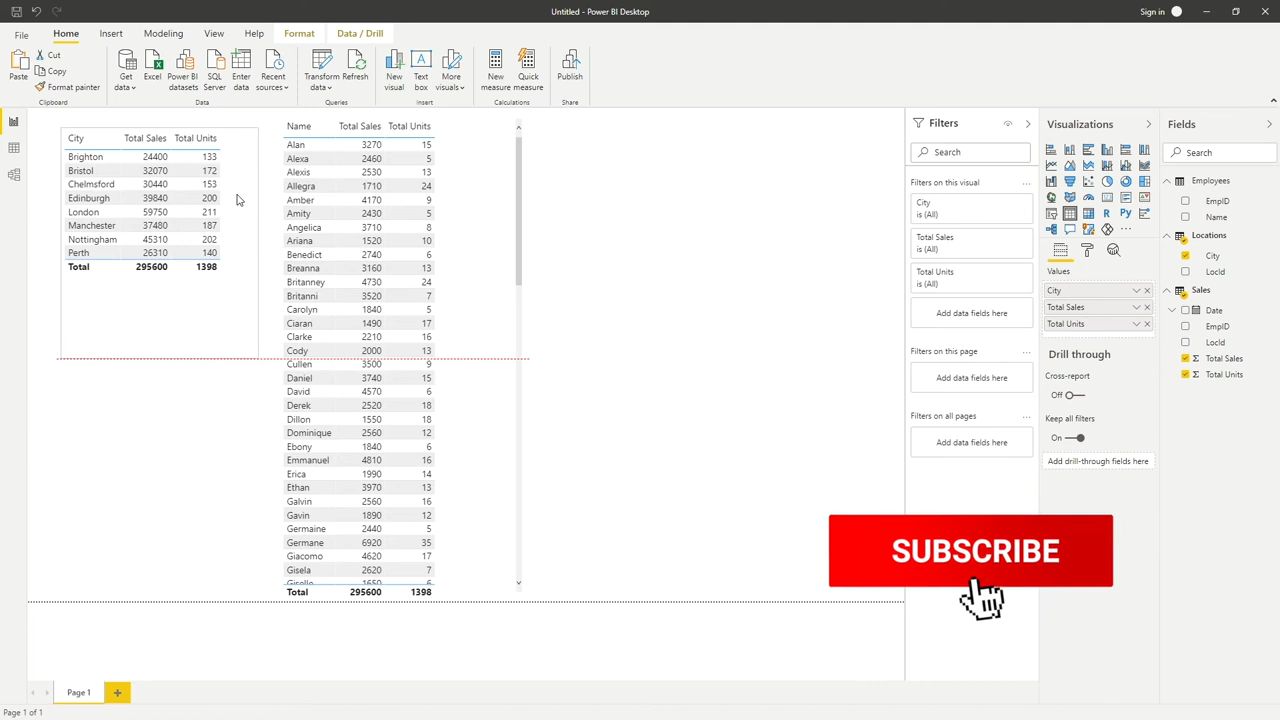 Untitled - Power BI Desktop
Sign in
File Home Insert Modeling View Help Format Data / Drill
Paste
Cut
Copy
Format painter
Clipboard
Get data
Excel
Power BI datasets
SQL Server
Enter data
Recent sources
Data
Transform data
Refresh
Queries
New visual
Text box
More visuals
Insert
New measure
Quick measure
Calculations
Publish
Share
City Total Sales Total Units
Brighton 24400 133
Bristol 32070 172
Chelmsford 30440 153
Edinburgh 39840 200
London 59750 211
Manchester 37480 187
Nottingham 45310 202
Perth 26310 140
Total 295600 1398
Name Total Sales Total Units
Alan 3270 15
Alexa 2460 5
Alexis 2530 13
Allegra 1710 24
Amber 4170 9
Amity 2430 5
Angelica 3710 8
Ariana 1520 10
Benedict 2740 6
Breanna 3160 13
Britanney 4730 24
Britanni 3520 7
Carolyn 1840 5
Ciaran 1490 17
Clarke 2210 16
Cody 2000 13
Cullen 3500 9
Daniel 3740 15
David 4570 6
Derek 2520 18
Dillon 1550 18
Dominique 2560 12
Ebony 1840 6
Emmanuel 4810 16
Erica 1990 14
Ethan 3970 13
Galvin 2560 16
Gavin 1890 12
Germaine 2440 5
Germane 6920 35
Giacomo 4620 17
Gisela 2620 7
Giselle 1650 6
Total 295600 1398
Filters
Search
Filters on this visual ...
City
is (All)
Total Sales
is (All)
Total Units
is (All)
Add data fields here
Filters on this page ...
Add data fields here
Filters on all pages ...
Add data fields here
Visualizations
R Py
Values
City
Total Sales
Total Units
Drill through
Cross-report
Off
Keep all filters
On
Add drill-through fields here
Fields
Search
Employees
EmpID
Name
Locations
City
LocId
Sales
Date
EmpID
LocId
Σ Total Sales
Σ Total Units
SUBSCRIBE
Page 1
+
Page 1 of 1